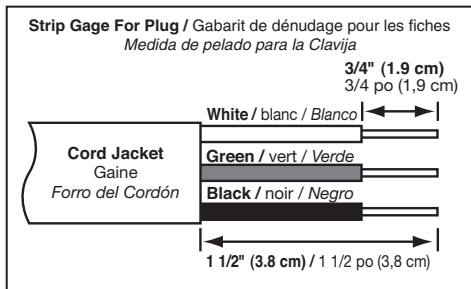 Strip Gage For Plug / Gabarit de dénudage pour les fiches
Medida de pelado para la Clavija
3/4" (1.9 cm)
3/4 po (1,9 cm)
White / blanc / Blanco
Cord Jacket
Gaine
Forro del Cordón
Green / vert / Verde
Black / noir / Negro
1 1/2" (3.8 cm) / 1 1/2 po (3,8 cm)